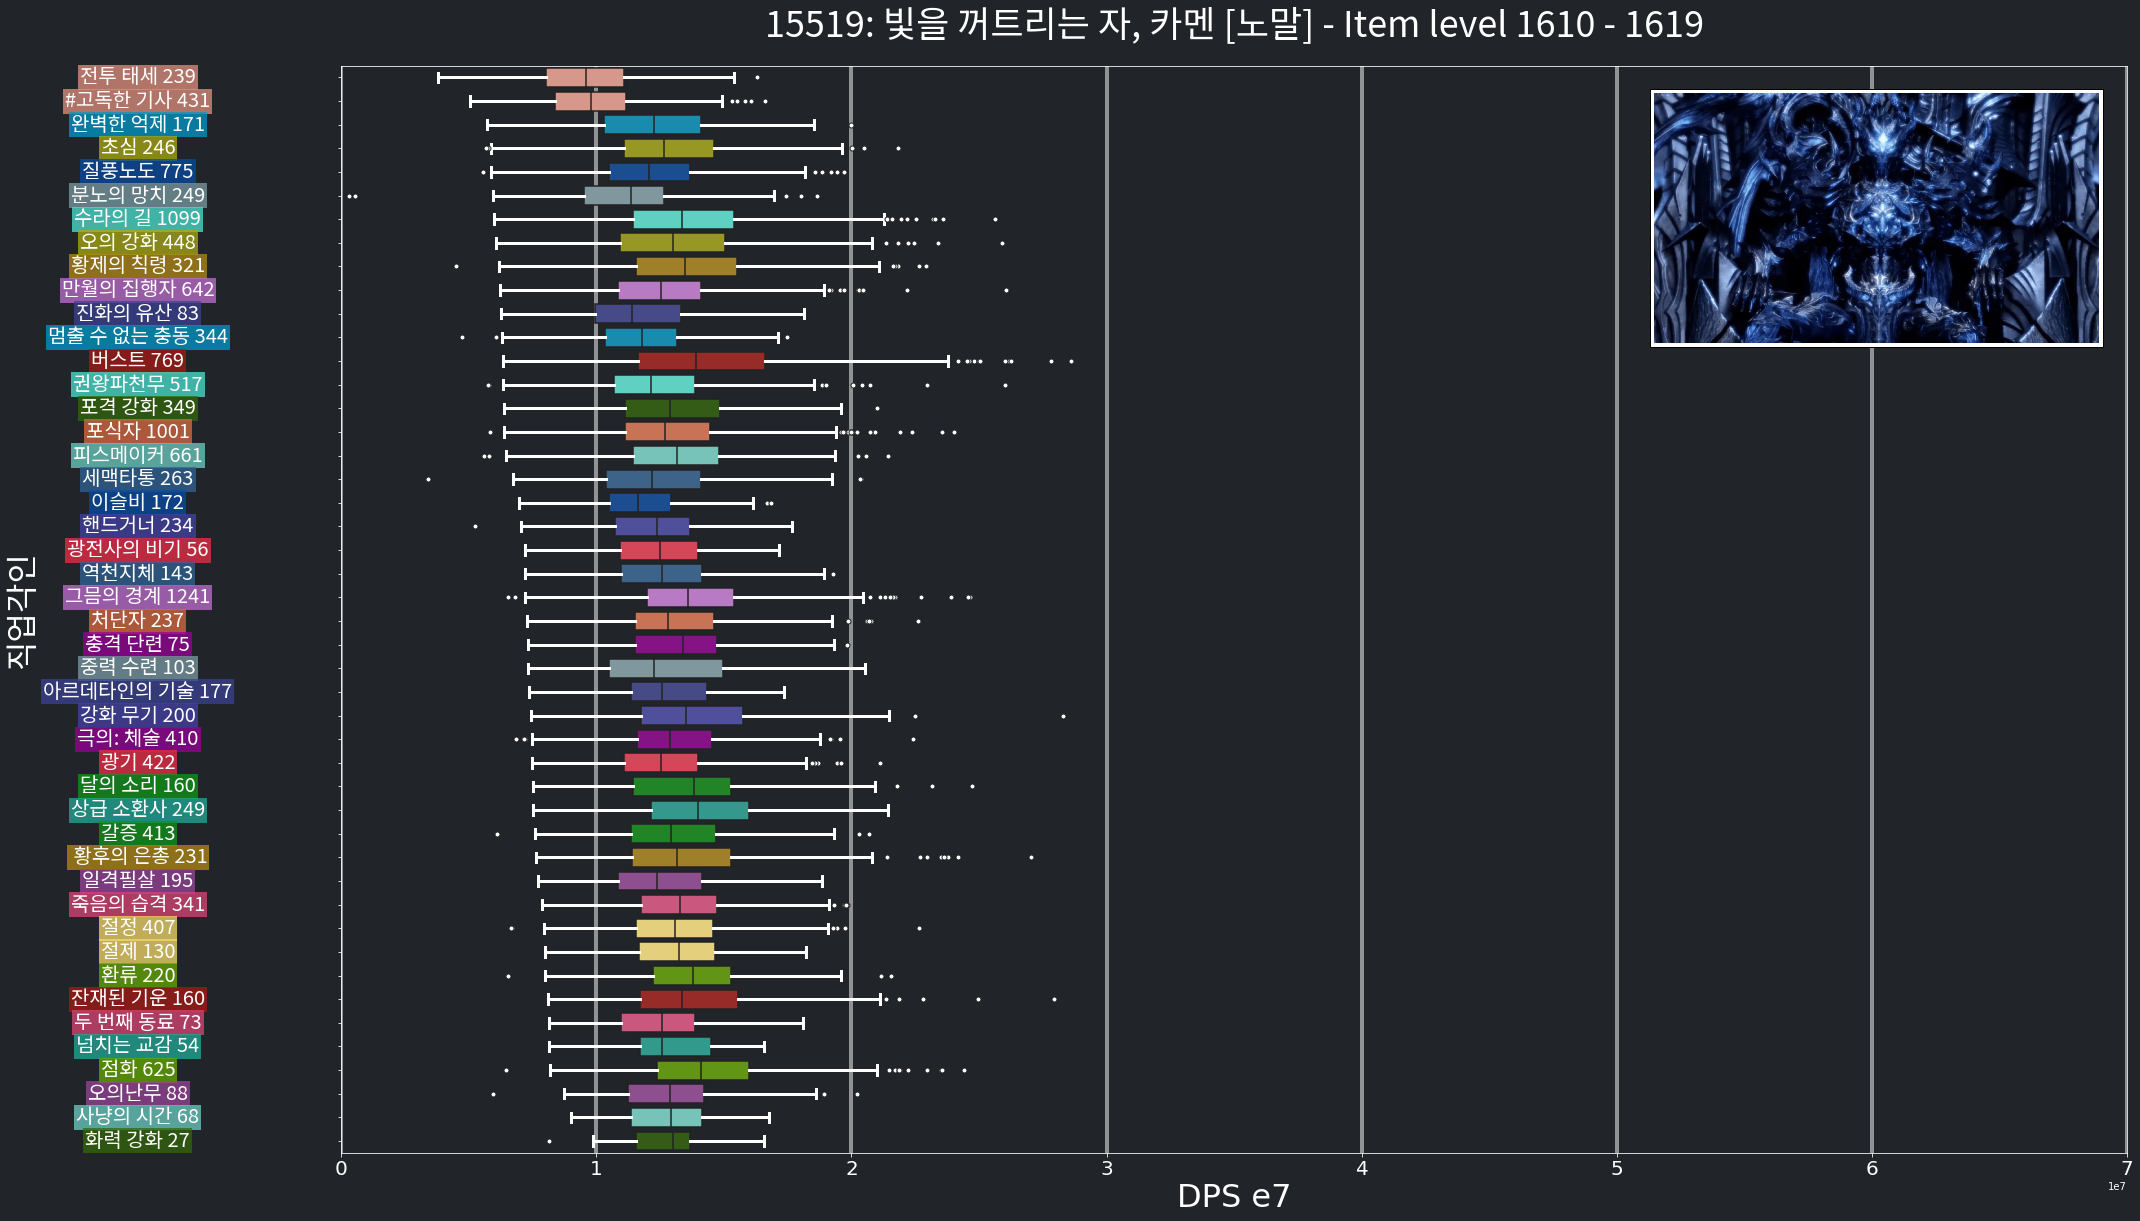 15519: 빛을 꺼트리는 자, 카멘 [노말] - Item level 1610 - 1619
전투 태세 239
#고독한 기사 431
완벽한 억제 171
초심 246
질풍노도 775
분노의 망치 249
수라의 길 1099
오의 강화 448
황제의 칙령 321
만월의 집행자 642
진화의 유산 83
멈출 수 없는 충동 344
버스트 769
권왕파천무 517
포격 강화 349
포식자 1001
피스메이커 661
세맥타통 263
이슬비 172
핸드거너 234
광전사의 비기 56
역천지체 143
그믐의 경계 1241
처단자 237
충격 단련 75
중력 수련 103
아르데타인의 기술 177
강화 무기 200
극의: 체술 410
광기 422
달의 소리 160
상급 소환사 249
갈증 413
황후의 은총 231
일격필살 195
죽음의 습격 341
절정 407
절제 130
환류 220
잔재된 기운 160
두 번째 동료 73
넘치는 교감 54
점화 625
오의난무 88
사냥의 시간 68
화력 강화 27
직업각인
0 1 2 3 4 5 6 7
DPS e7
1e7